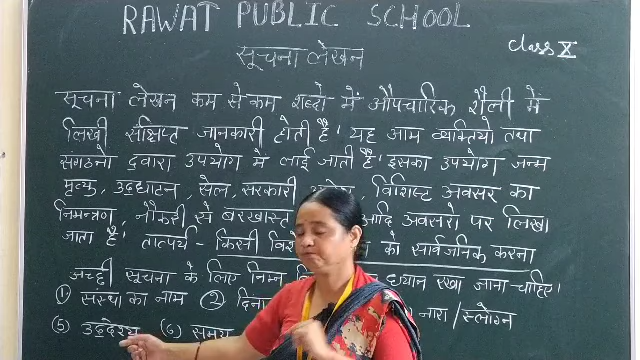 RAWAT PUBLIC SCHOOL
सूचना लेखन
Class X
सूचना लेखन कम से कम शब्दो में औपचारिक शैली में
लिखी संक्षिप्त जानकारी होती है। यह आम व्यक्तियो तथा
संगठनो द्वारा उपयोग मे लाई जाती है। इसका उपयोग जन्म
मृत्यु, उद्घाटन, सेल, सरकारी विशिष्ट अवसर का
निमन्त्रण, नौकरी से बरखास्त आदि अवसरो पर लिखा
जाता है। तात्पर्य - किसी को सार्वजनिक करना
अच्छी सूचना के लिए निम्न ध्यान रखा जाना चाहिए।
① संस्था का नाम ② नारा/स्लोगन
⑤ उद्देश्य ⑥ समय